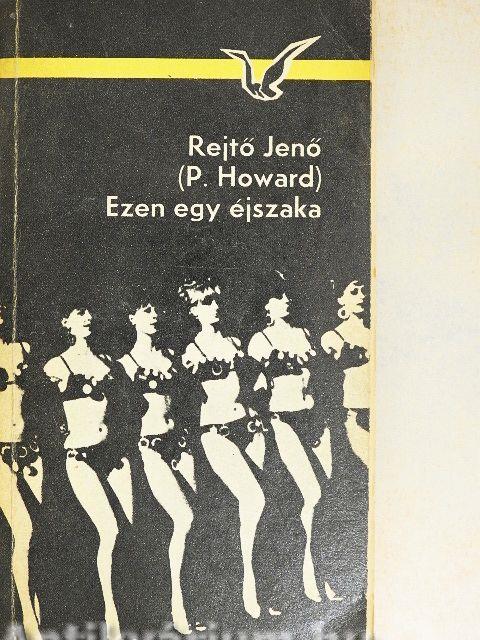 Rejtő Jenő
(P. Howard)
Ezen egy éjszaka